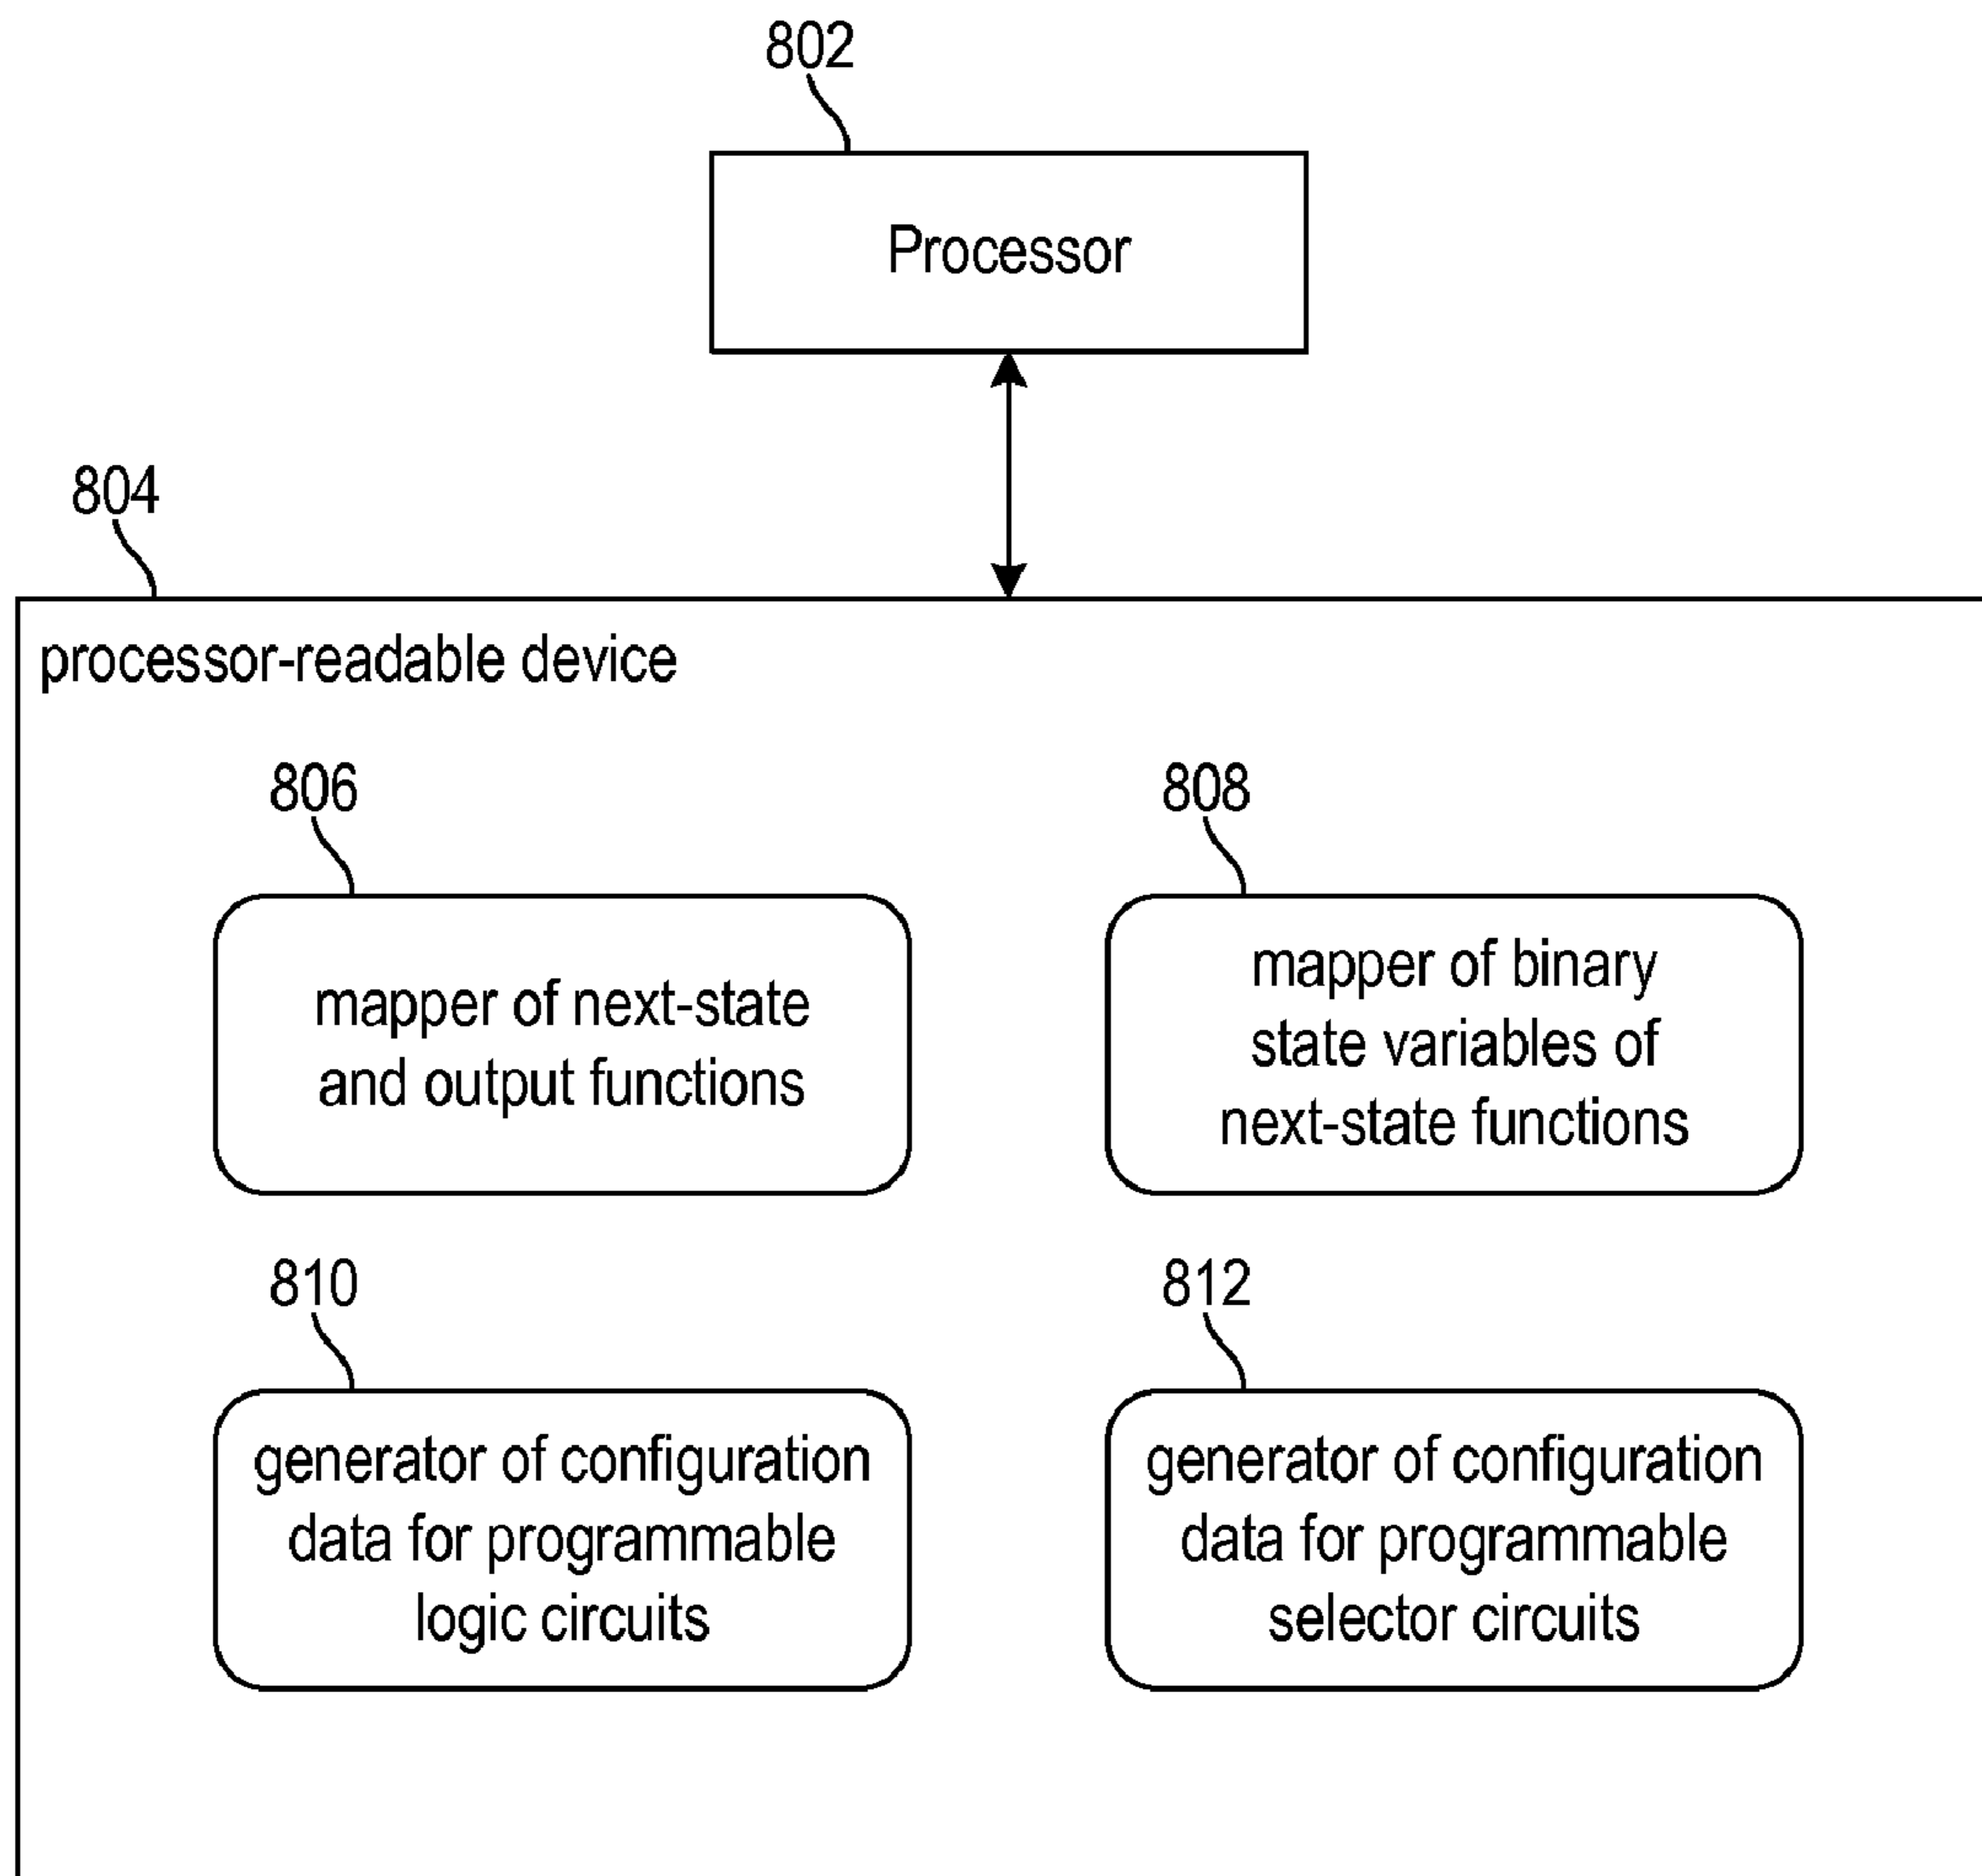 802
Processor
804
processor-readable device
806
808
mapper of next-state
and output functions
mapper of binary
state variables of
next-state functions
810
812
generator of configuration
data for programmable
logic circuits
generator of configuration
data for programmable
selector circuits